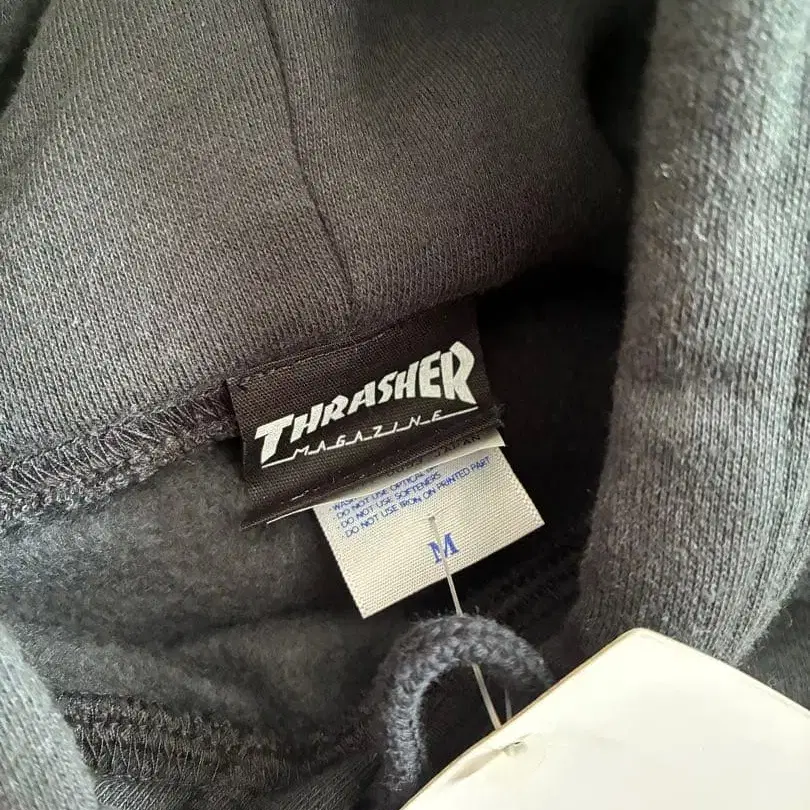 THRASHER
MAGAZINE
JAPAN
· DO NOT USE OPTICAL
· DO NOT USE SOFTENERS
· DO NOT USE IRON ON PRINTED PART
M